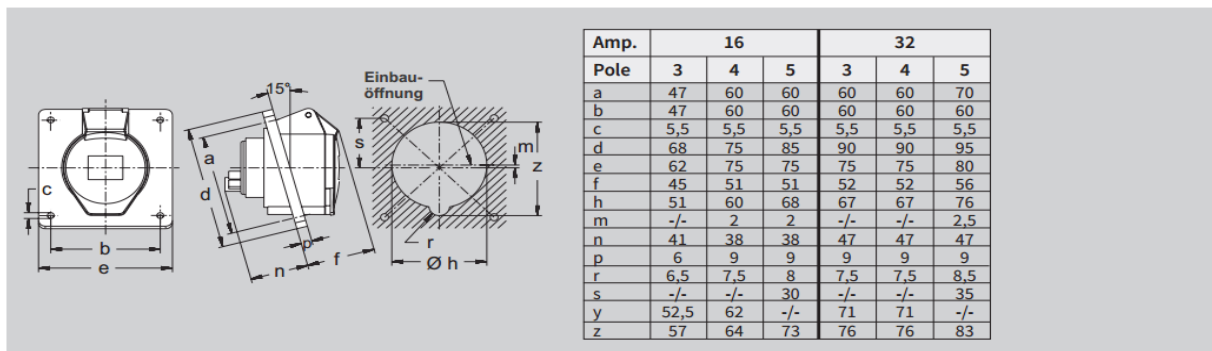 15°
Einbau-
öffnung
s
m
z
a
d
c
b
e
p
n
f
r
Ø h
Amp. 16 32
Pole 3 4 5 3 4 5
a 47 60 60 60 60 70
b 47 60 60 60 60 60
c 5,5 5,5 5,5 5,5 5,5 5,5
d 68 75 85 90 90 95
e 62 75 75 75 75 80
f 45 51 51 52 52 56
h 51 60 68 67 67 76
m -/- 2 2 -/- -/- 2,5
n 41 38 38 47 47 47
p 6 9 9 9 9 9
r 6,5 7,5 8 7,5 7,5 8,5
s -/- -/- 30 -/- -/- 35
y 52,5 62 -/- 71 71 -/-
z 57 64 73 76 76 83